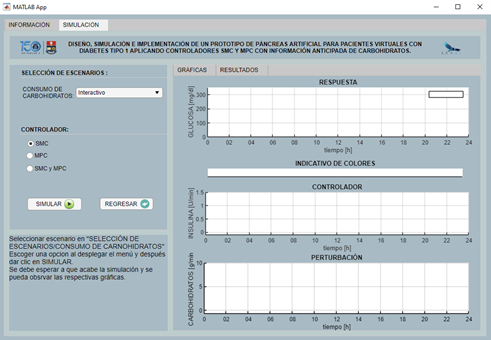 MATLAB App
INFORMACIÓN SIMULACIÓN
DISEÑO, SIMULACIÓN E IMPLEMENTACIÓN DE UN PROTOTIPO DE PÁNCREAS ARTIFICIAL PARA PACIENTES VIRTUALES CON
DIABETES TIPO 1 APLICANDO CONTROLADORES SMC Y MPC CON INFORMACIÓN ANTICIPADA DE CARBOHIDRATOS.
SELECCIÓN DE ESCENARIOS :
CONSUMO DE
CARBOHIDRATOS:
Interactivo
CONTROLADOR:
SMC
MPC
SMC y MPC
SIMULAR
REGRESAR
Seleccionar escenario en "SELECCIÓN DE
ESCENARIOS/CONSUMO DE CARNOHIDRATOS"
Escoger una opcion al desplegar el menú y después
dar clic en SIMULAR.
Se debe esperar a que acabe la simulación y se
pueda obsrvar las respectivas gráficas.
GRÁFICAS RESULTADOS
RESPUESTA
GLUCOSA [mg/dl]
300
200
100
0
0 02 04 06 08 10 12 14 16 18 20 22 24
tiempo [h]
INDICATIVO DE COLORES
CONTROLADOR
INSULINA [U/min]
1.5
1
0.5
0
0 02 04 06 08 10 12 14 16 18 20 22 24
tiempo [h]
PERTURBACIÓN
CARBOHIDRATOS [g/min
10
5
0
0 02 04 06 08 10 12 14 16 18 20 22 24
tiempo [h]